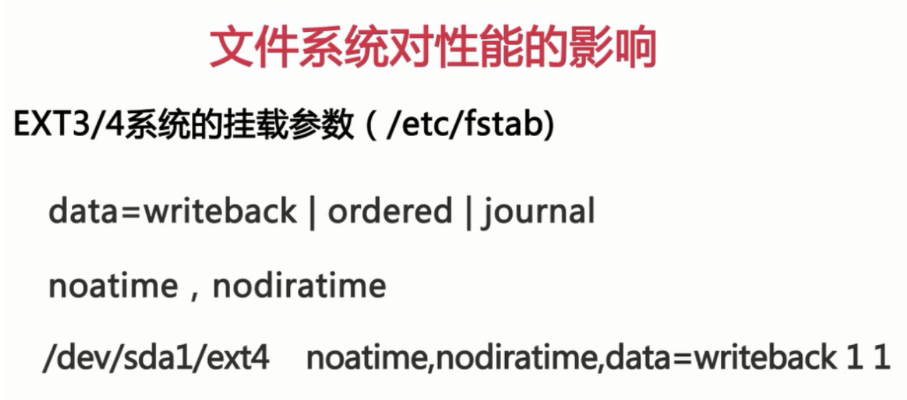 文件系统对性能的影响
EXT3/4系统的挂载参数（/etc/fstab)
data=writeback | ordered | journal
noatime , nodiratime
/dev/sda1/ext4 noatime,nodiratime,data=writeback 1 1